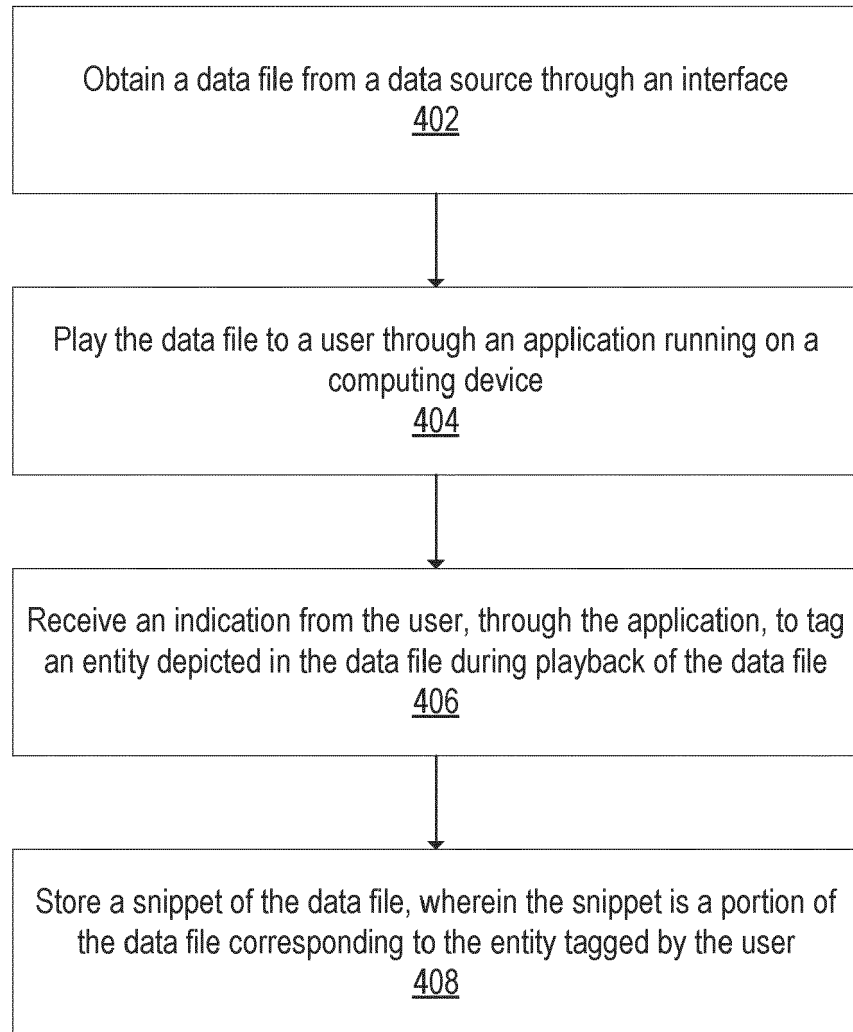 Obtain a data file from a data source through an interface
402
Play the data file to a user through an application running on a
computing device
404
Receive an indication from the user, through the application, to tag
an entity depicted in the data file during playback of the data file
406
Store a snippet of the data file, wherein the snippet is a portion of
the data file corresponding to the entity tagged by the user
408